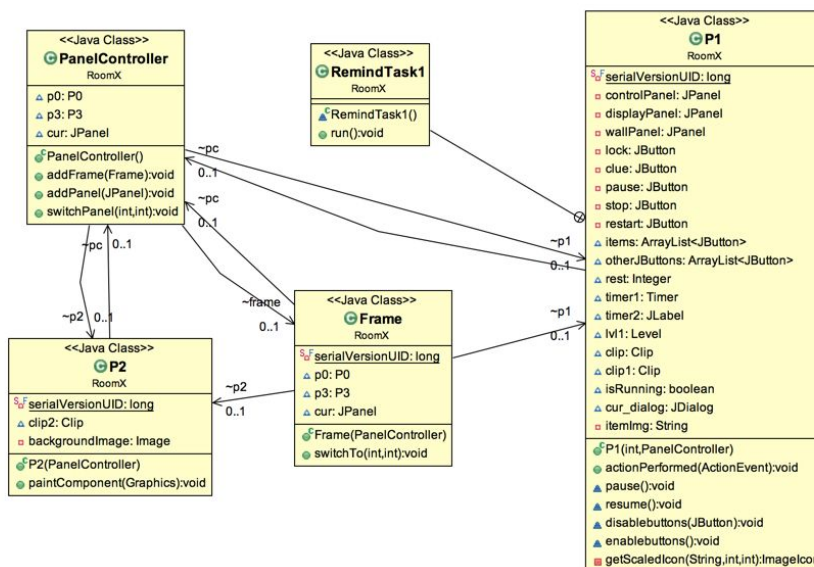 <<Java Class>>
PanelController
RoomX
p0: P0
p3: P3
cur: JPanel
PanelController()
addFrame(Frame):void
addPanel(JPanel):void
switchPanel(int,int):void
<<Java Class>>
RemindTask1
RoomX
RemindTask1()
run():void
<<Java Class>>
P1
RoomX
serialVersionUID: long
controlPanel: JPanel
displayPanel: JPanel
wallPanel: JPanel
lock: JButton
clue: JButton
pause: JButton
stop: JButton
restart: JButton
items: ArrayList<JButton>
otherJButtons: ArrayList<JButton>
rest: Integer
timer1: Timer
timer2: JLabel
lvl1: Level
clip: Clip
clip1: Clip
isRunning: boolean
cur_dialog: JDialog
itemImg: String
P1(int,PanelController)
actionPerformed(ActionEvent):void
pause():void
resume():void
disablebuttons(JButton):void
enablebuttons():void
getScaledIcon(String,int,int):ImageIcon
~pc
0..1
~pc
0..1
~p1
0..1
~pc
0..1
~p2
0..1
~frame
0..1
~p1
0..1
~p2
0..1
<<Java Class>>
P2
RoomX
serialVersionUID: long
clip2: Clip
backgroundImage: Image
P2(PanelController)
paintComponent(Graphics):void
<<Java Class>>
Frame
RoomX
serialVersionUID: long
p0: P0
p3: P3
cur: JPanel
Frame(PanelController)
switchTo(int,int):void